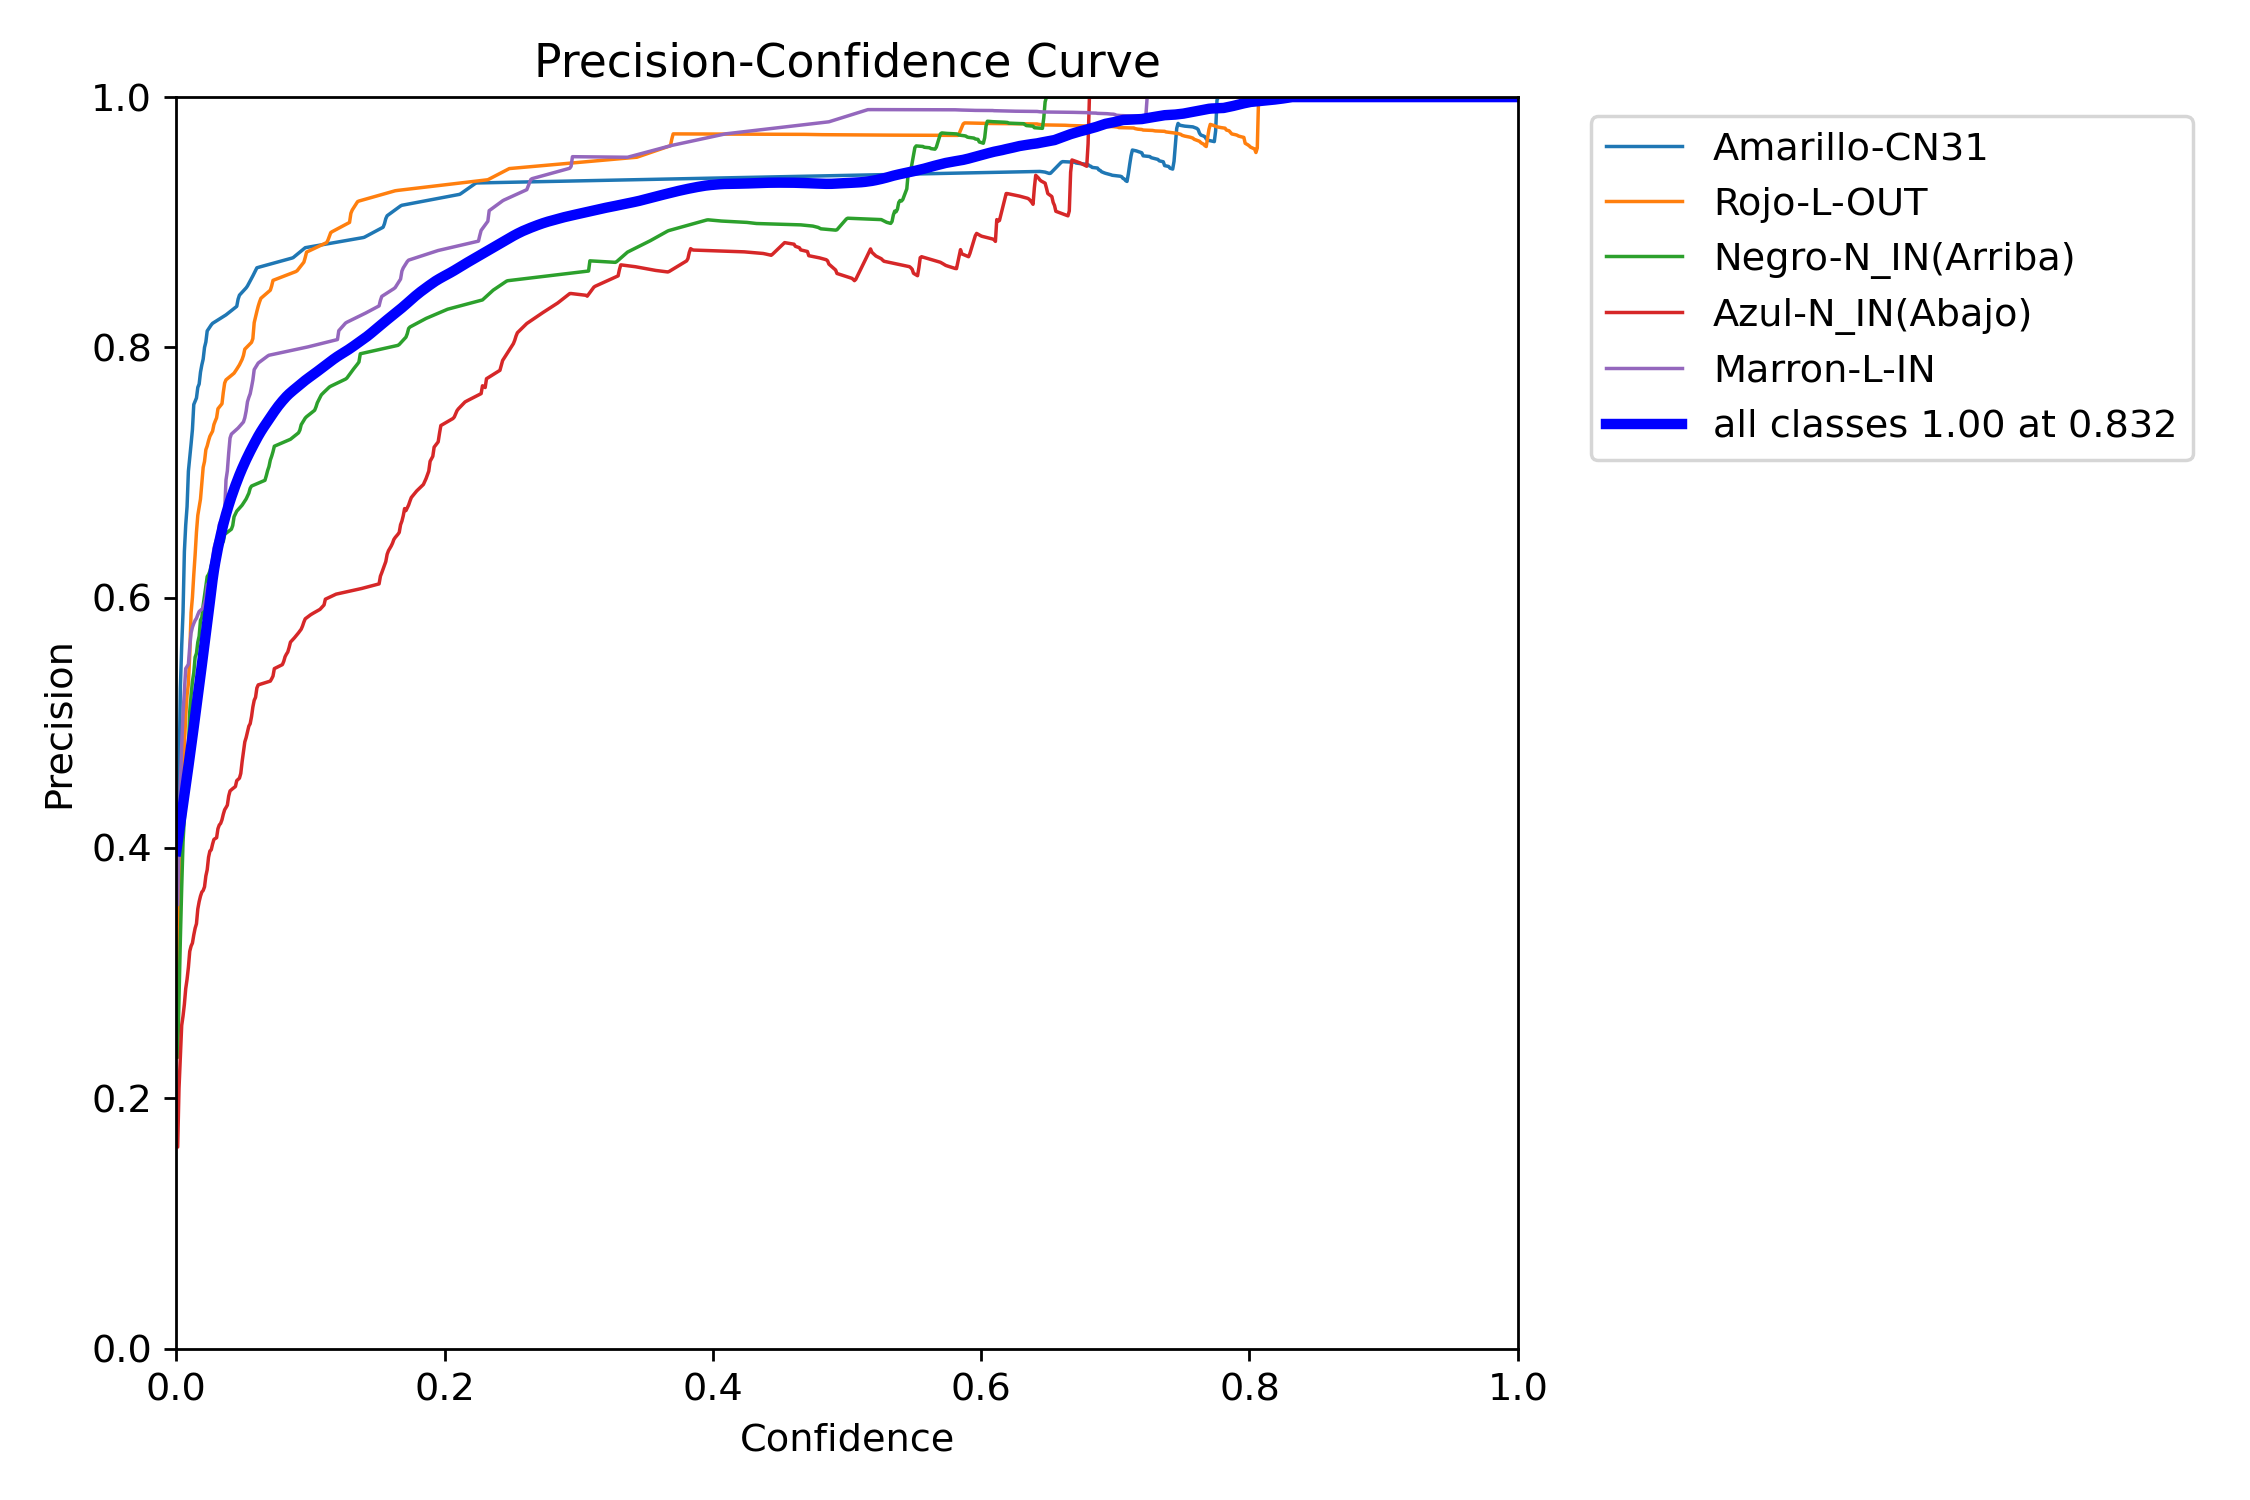 Precision-Confidence Curve
1.0
0.8
0.6
0.4
0.2
0.0
Precision
0.0 0.2 0.4 0.6 0.8 1.0
Confidence
Amarillo-CN31
Rojo-L-OUT
Negro-N_IN(Arriba)
Azul-N_IN(Abajo)
Marron-L-IN
all classes 1.00 at 0.832